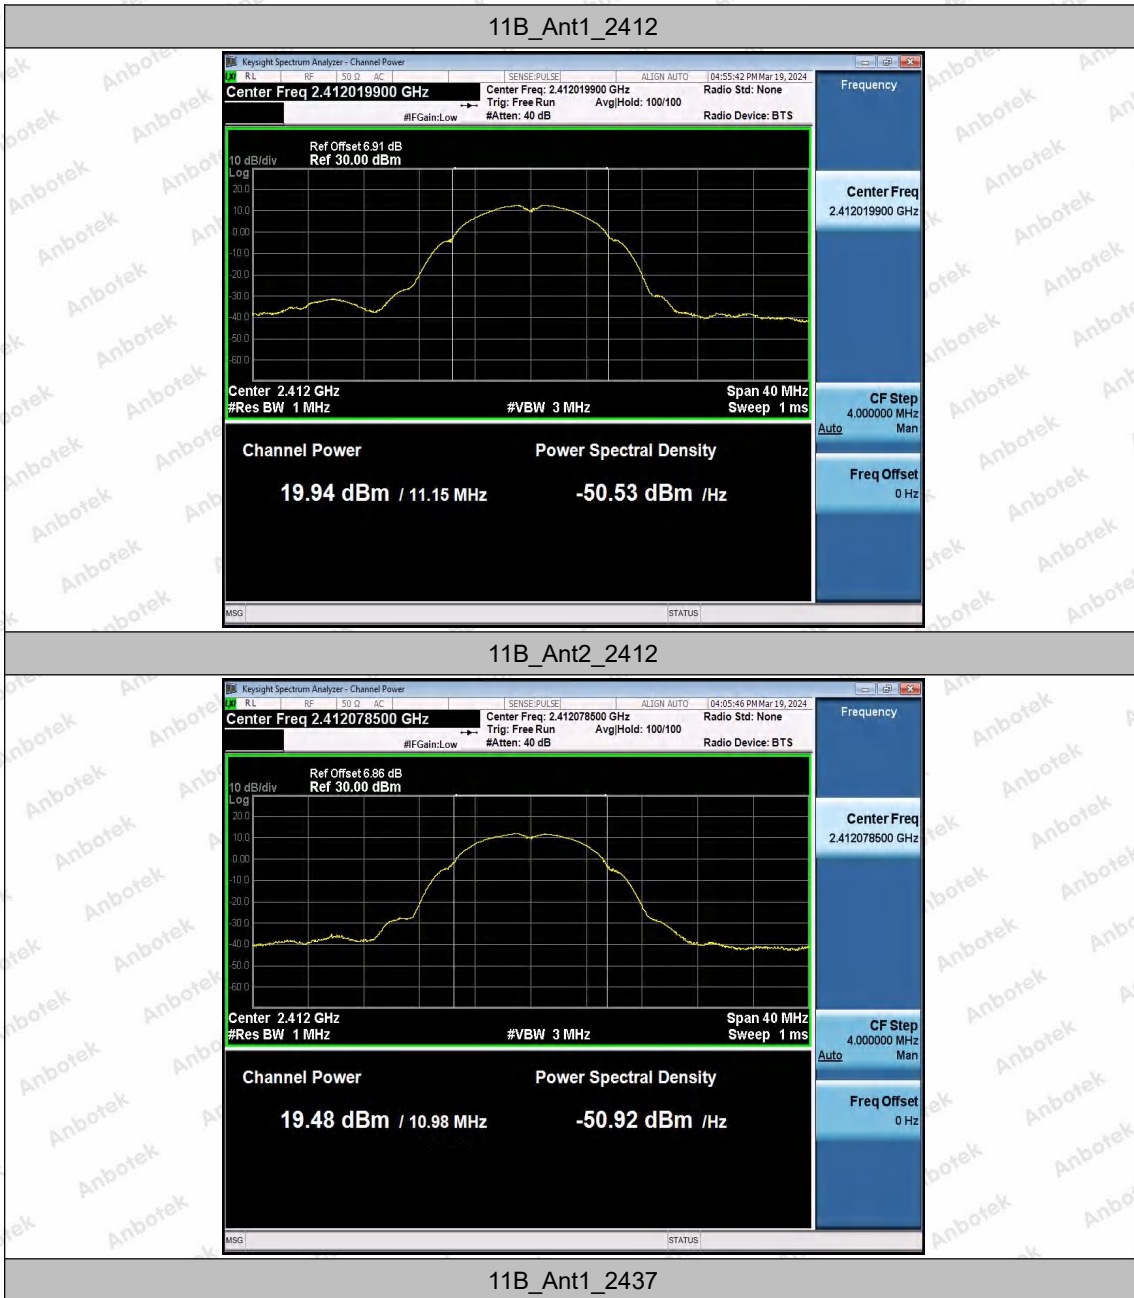 11B_Ant1_2412
Keysight Spectrum Analyzer - Channel Power
LXI RL RF 50 Ω AC SENSE:PULSE ALIGN AUTO 04:55:42 PM Mar 19, 2024
Center Freq 2.412019900 GHz
Center Freq: 2.412019900 GHz
Radio Std: None
Trig: Free Run Avg|Hold: 100/100
#IFGain:Low #Atten: 40 dB Radio Device: BTS
Frequency
Ref Offset 6.91 dB
10 dB/div Ref 30.00 dBm
Log
20.0
10.0
0.00
-10.0
-20.0
-30.0
-40.0
-50.0
-60.0
Center 2.412 GHz Span 40 MHz
#Res BW 1 MHz #VBW 3 MHz Sweep 1 ms
Center Freq
2.412019900 GHz
CF Step
4.000000 MHz
Auto Man
Freq Offset
0 Hz
Channel Power Power Spectral Density
19.94 dBm / 11.15 MHz -50.53 dBm /Hz
MSG STATUS
11B_Ant2_2412
Keysight Spectrum Analyzer - Channel Power
LXI RL RF 50 Ω AC SENSE:PULSE ALIGN AUTO 04:05:46 PM Mar 19, 2024
Center Freq 2.412078500 GHz
Center Freq: 2.412078500 GHz
Radio Std: None
Trig: Free Run Avg|Hold: 100/100
#IFGain:Low #Atten: 40 dB Radio Device: BTS
Frequency
Ref Offset 6.86 dB
10 dB/div Ref 30.00 dBm
Log
20.0
10.0
0.00
-10.0
-20.0
-30.0
-40.0
-50.0
-60.0
Center 2.412 GHz Span 40 MHz
#Res BW 1 MHz #VBW 3 MHz Sweep 1 ms
Center Freq
2.412078500 GHz
CF Step
4.000000 MHz
Auto Man
Freq Offset
0 Hz
Channel Power Power Spectral Density
19.48 dBm / 10.98 MHz -50.92 dBm /Hz
MSG STATUS
11B_Ant1_2437
Anbotek